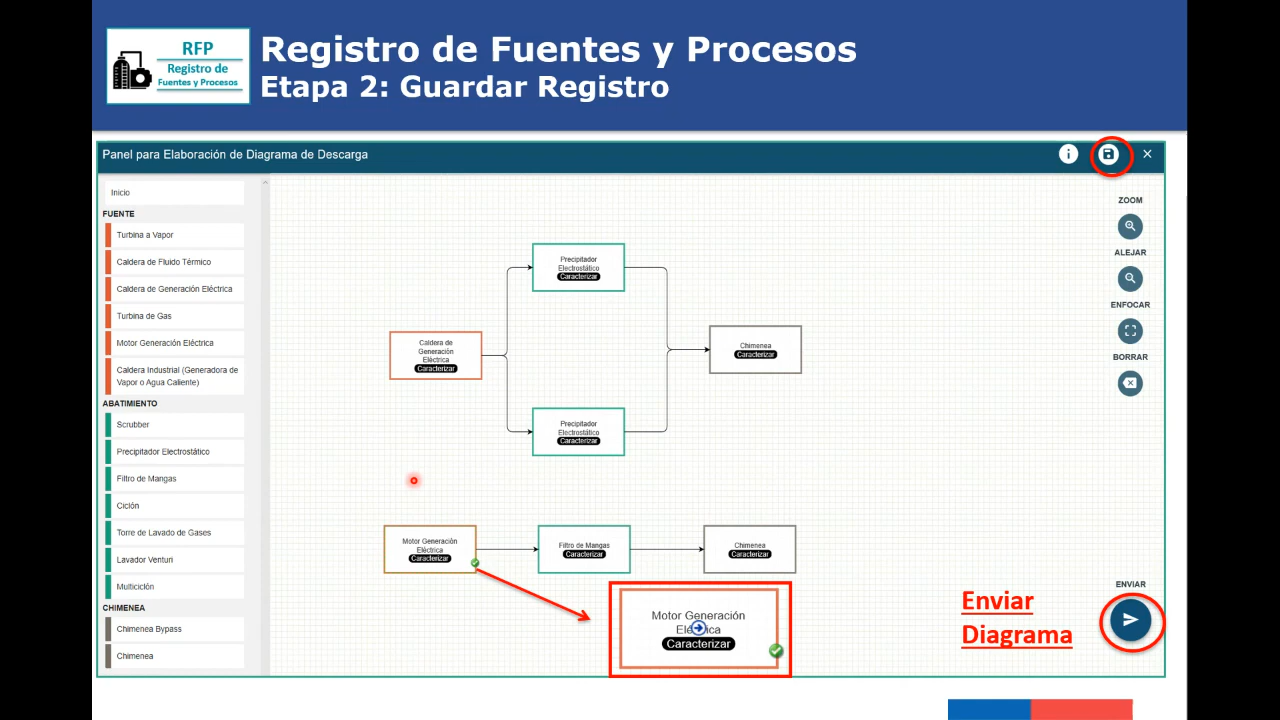 RFP
Registro de
Fuentes y Procesos
Registro de Fuentes y Procesos
Etapa 2: Guardar Registro
Panel para Elaboración de Diagrama de Descarga
Inicio
FUENTE
Turbina a Vapor
Caldera de Fluido Térmico
Caldera de Generación Eléctrica
Turbina de Gas
Motor Generación Eléctrica
Caldera Industrial (Generadora de
Vapor o Agua Caliente)
ABATIMIENTO
Scrubber
Precipitador Electrostático
Filtro de Mangas
Ciclón
Torre de Lavado de Gases
Lavador Venturi
Multiciclón
CHIMENEA
Chimenea Bypass
Chimenea
Precipitador
Electrostático
Caracterizar
Caldera de
Generación
Eléctrica
Caracterizar
Chimenea
Caracterizar
Precipitador
Electrostático
Caracterizar
Motor Generación
Eléctrica
Caracterizar
Filtro de Mangas
Caracterizar
Chimenea
Caracterizar
Motor Generación
Eléctrica
Caracterizar
ZOOM
ALEJAR
ENFOCAR
BORRAR
ENVIAR
Enviar
Diagrama